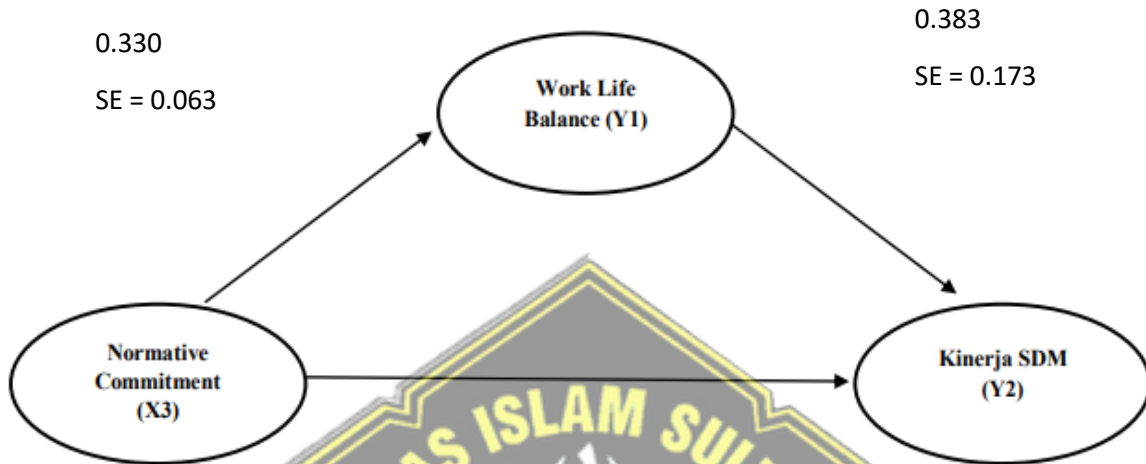 0.330
SE = 0.063
0.383
SE = 0.173
Work Life
Balance (Y1)
Normative
Commitment
(X3)
Kinerja SDM
(Y2)
AS ISLAM SUL